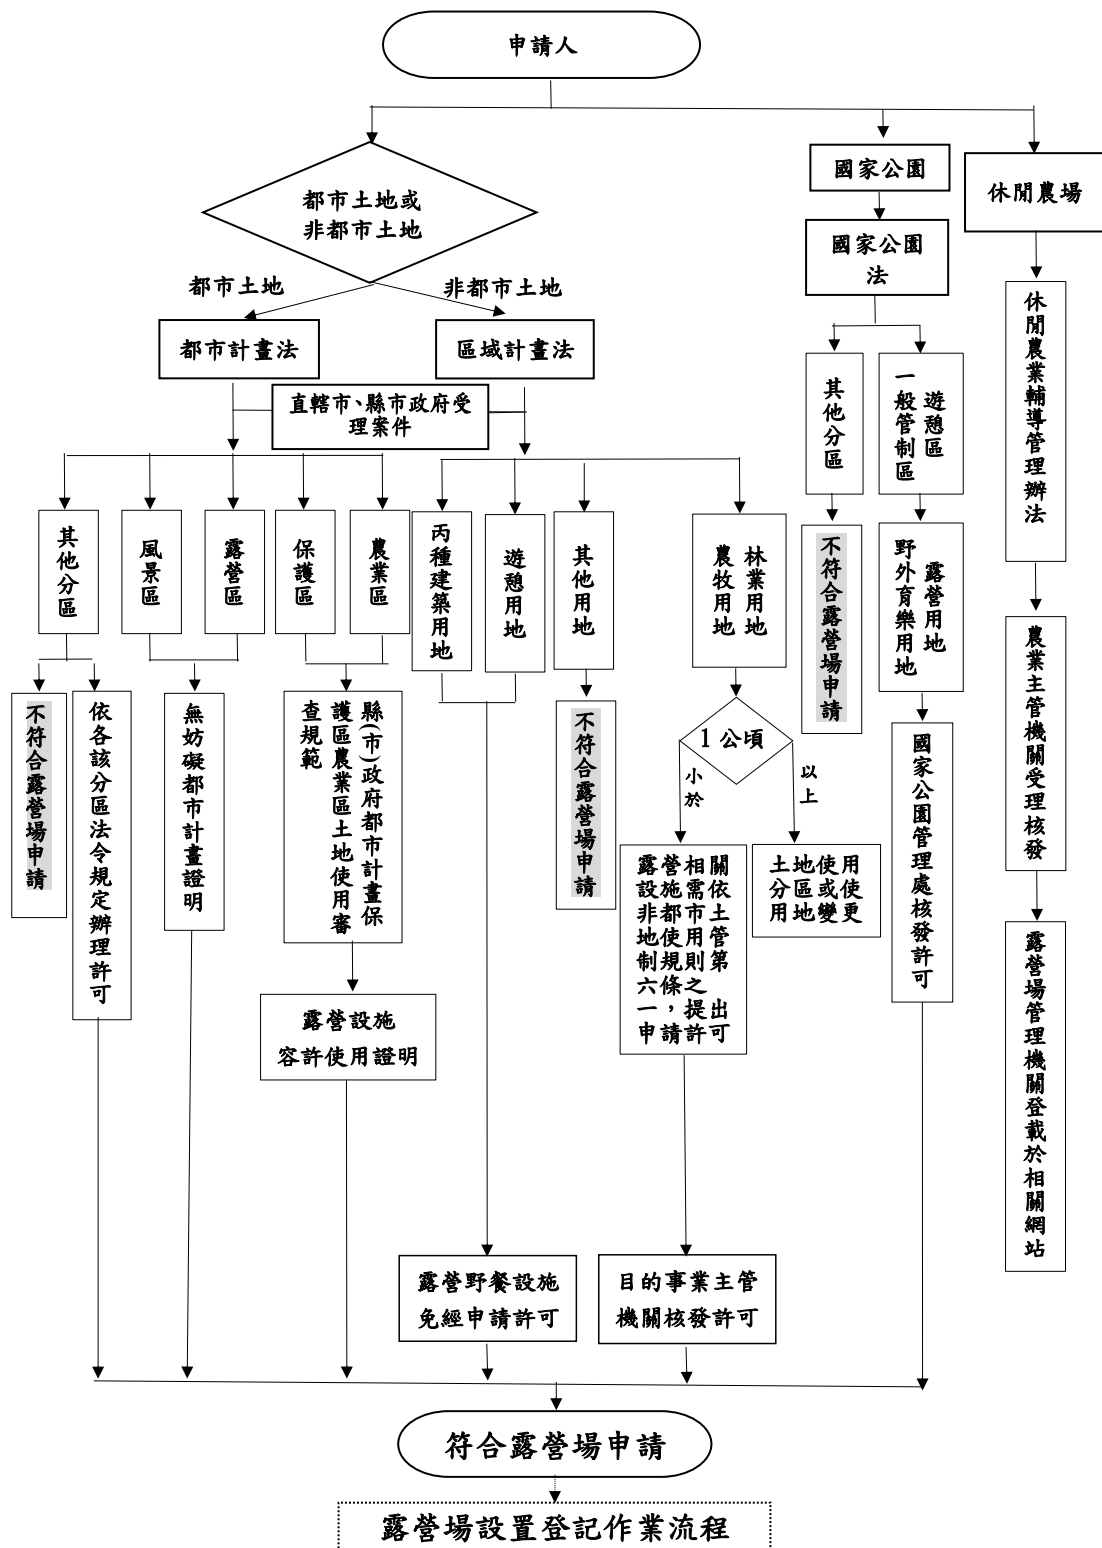 申請人
都市土地或
非都市土地
都市土地
非都市土地
都市計畫法
區域計畫法
直轄市、縣市政府受
理案件
國家公園
國家公園
法
休閒農場
其他分區
風景區
露營區
保護區
農業區
丙種建築用地
遊憩用地
其他用地
林業用地
農牧用地
其他分區
遊憩區
一般管制區
休閒農業輔導管理辦法
不符合露營場申請
依各該分區法令規定辦理許可
無妨礙都市計畫證明
縣(市)政府都市計畫保
護區農業區土地使用審
查規範
不符合露營場申請
1 公頃
小於
以上
不符合露營場申請
露營用地
野外育樂用地
農業主管機關受理核發
露營設施
容許使用證明
露營相關
設施需依
非都市土
地使用管
制規則第
六條之
一，提出
申請許可
土地使用
分區或使
用地變更
國家公園管理處核發許可
露營場管理機關登載於相關網站
露營野餐設施
免經申請許可
目的事業主管
機關核發許可
符合露營場申請
露營場設置登記作業流程